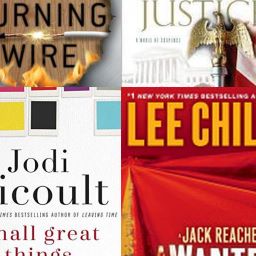 URNING
WIRE
JUSTICE
A NOVEL OF SUSPENSE
Jodi
icoult
TIMES BESTSELLING AUTHOR OF LEAVING TIME
mall great
things
#1 NEW YORK TIMES BESTSELLING A
LEE CHIL
A JACK REACHE
A WANTE